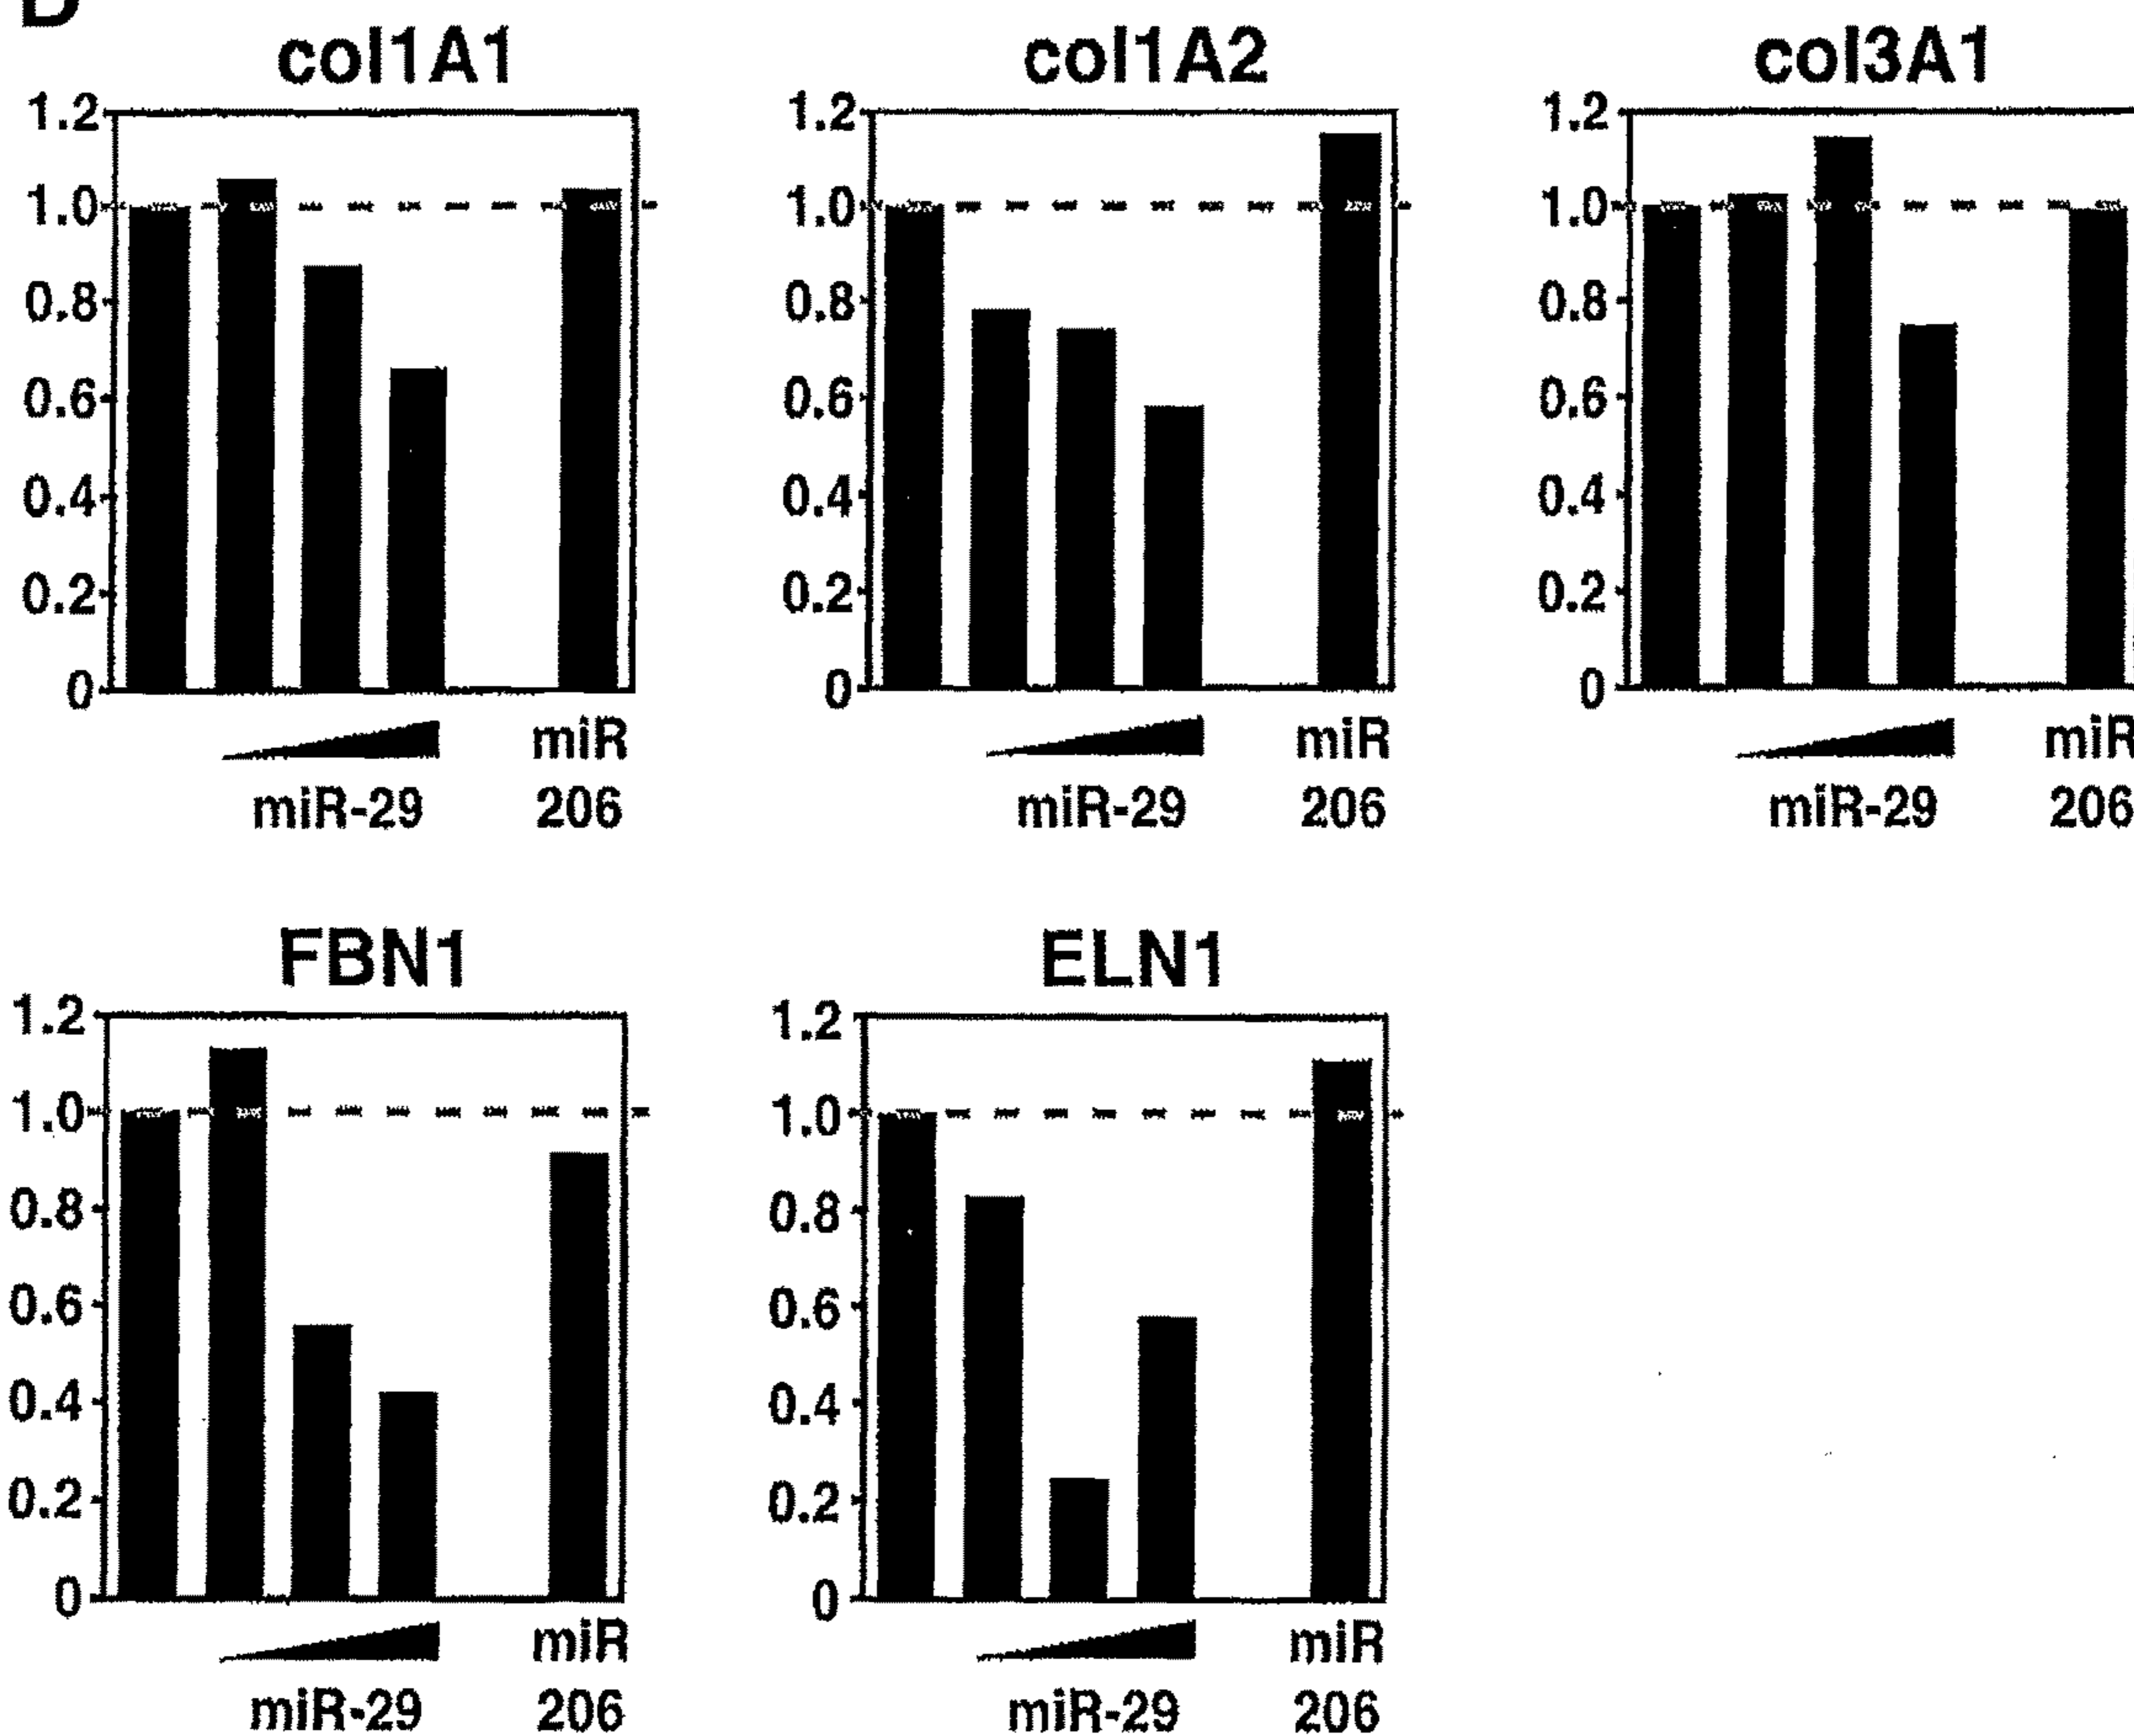 D
col1A1 col1A2 col3A1
1.2 1.2 1.2
1.0 1.0 1.0
0.8 0.8 0.8
0.6 0.6 0.6
0.4 0.4 0.4
0.2 0.2 0.2
0 0 0
miR miR miR
miR-29 206 miR-29 206 miR-29 206
FBN1 ELN1
1.2 1.2
1.0 1.0
0.8 0.8
0.6 0.6
0.4 0.4
0.2 0.2
0 0
miR miR
miR-29 206 miR-29 206